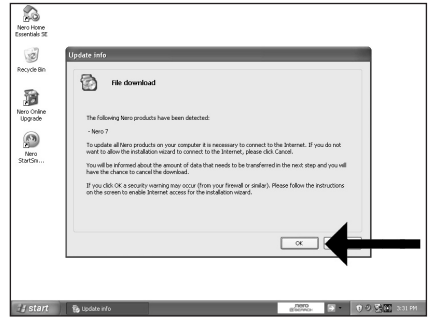 Nero Home
Essentials SE
Recycle Bin
Nero Online
Upgrade
Nero
StartSm...
Update info
File download
The following Nero products have been detected:
- Nero 7
To update all Nero products on your computer it is necessary to connect to the Internet. If you do not
want to allow the installation wizard to connect to the Internet, please click Cancel.
You will be informed about the amount of data that needs to be transferred in the next step and you will
have the chance to cancel the download.
If you click OK a security warning may occur (from your firewall or similar). Please follow the instructions
on the screen to enable Internet access for the installation wizard.
OK
start
Update info
nero
3:31 PM